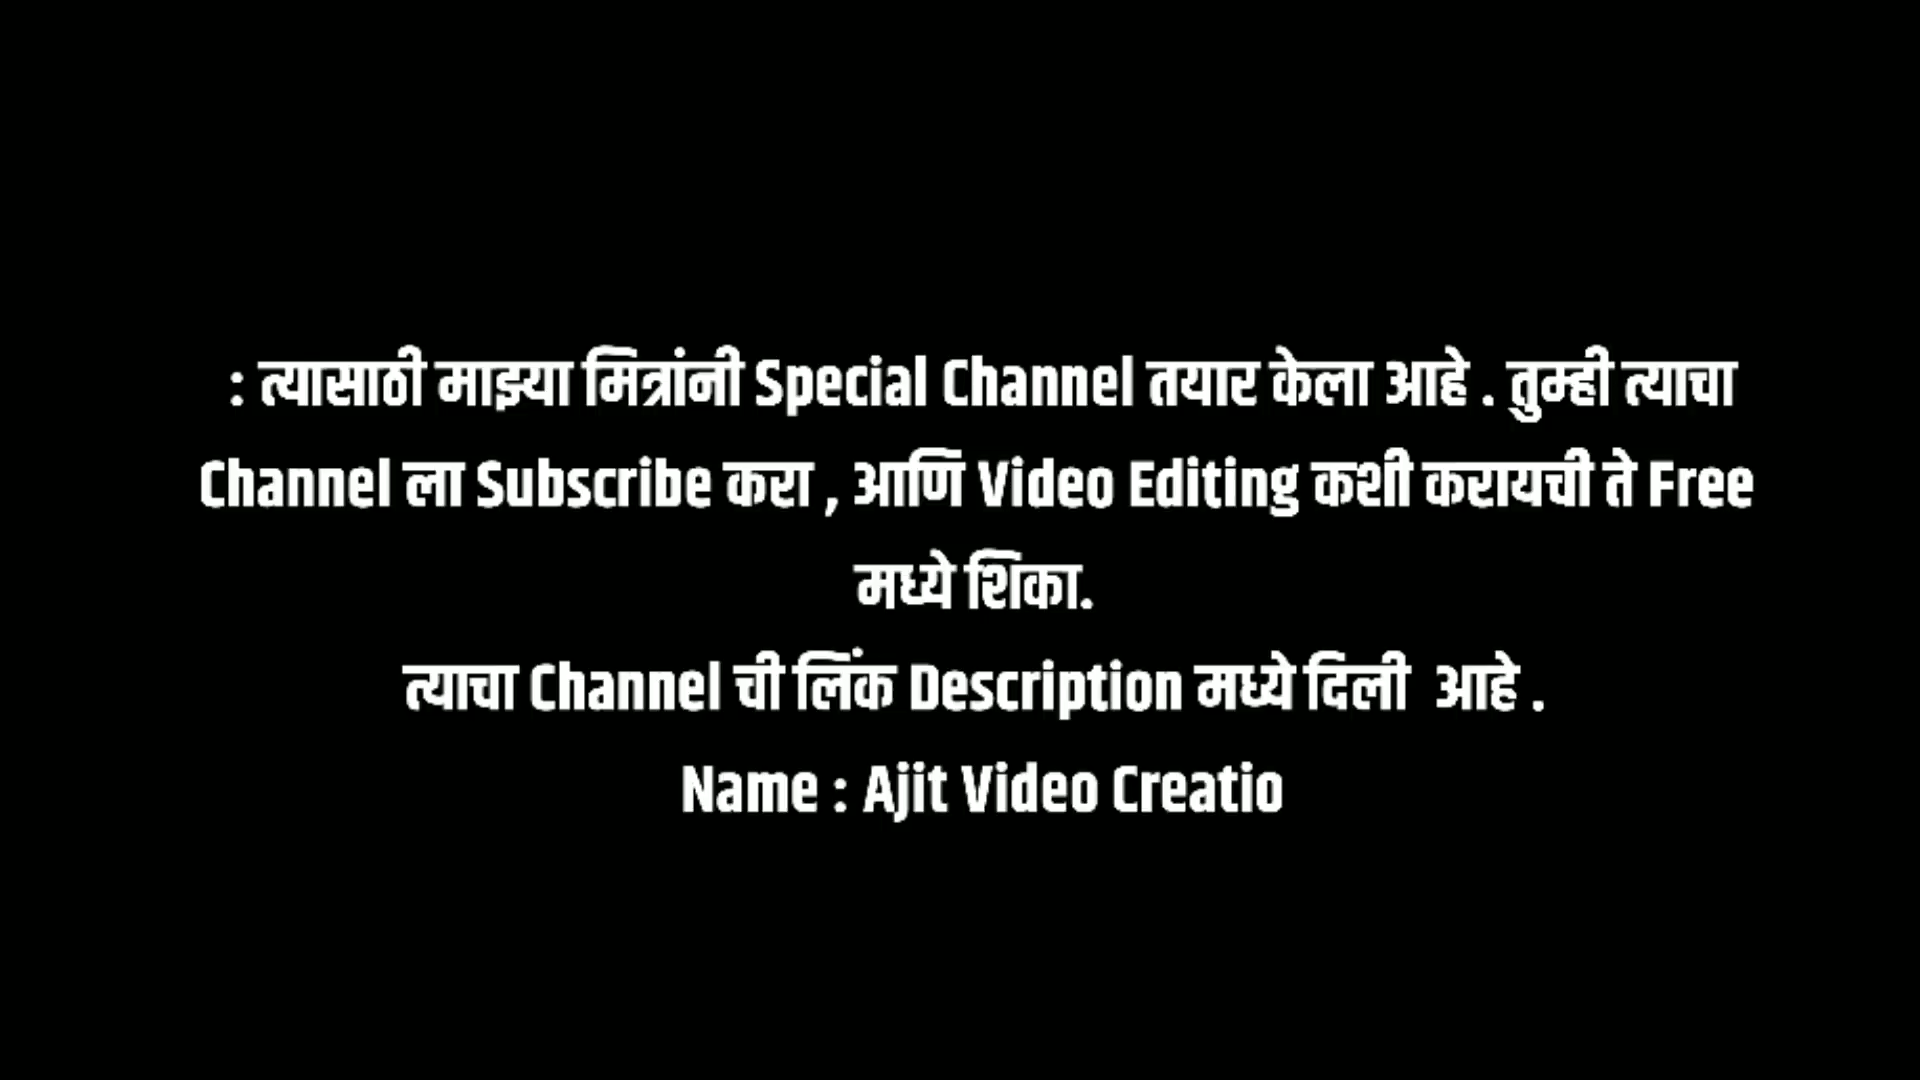 : त्यासाठी माझ्या मित्रांनी Special Channel तयार केला आहे . तुम्ही त्याचा
Channel ला Subscribe करा , आणि Video Editing कशी करायची ते Free
मध्ये शिका.
त्याचा Channel ची लिंक Description मध्ये दिली  आहे .
Name : Ajit Video Creatio